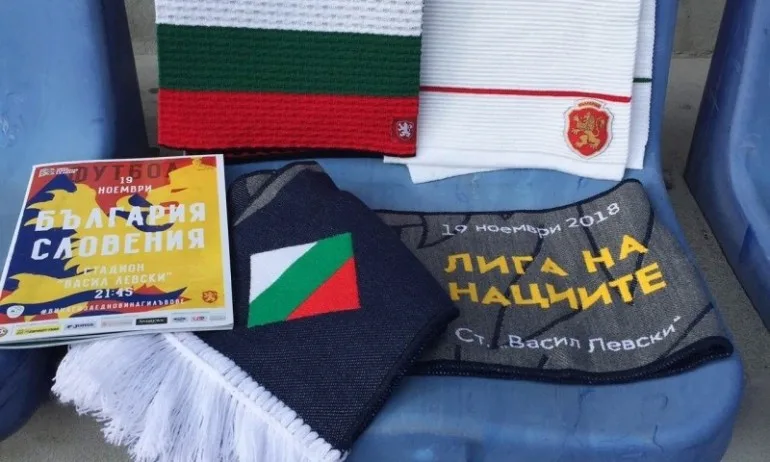 ФУТБОЛ
19
НОЕМВРИ
БЪЛГАРИЯ
СЛОВЕНИЯ
СТАДИОН
"ВАСИЛ ЛЕВСКИ"
21:45
19 ноември 2018
ЛИГА НА
НАЦИИТЕ
Ст. „Васил Левски"